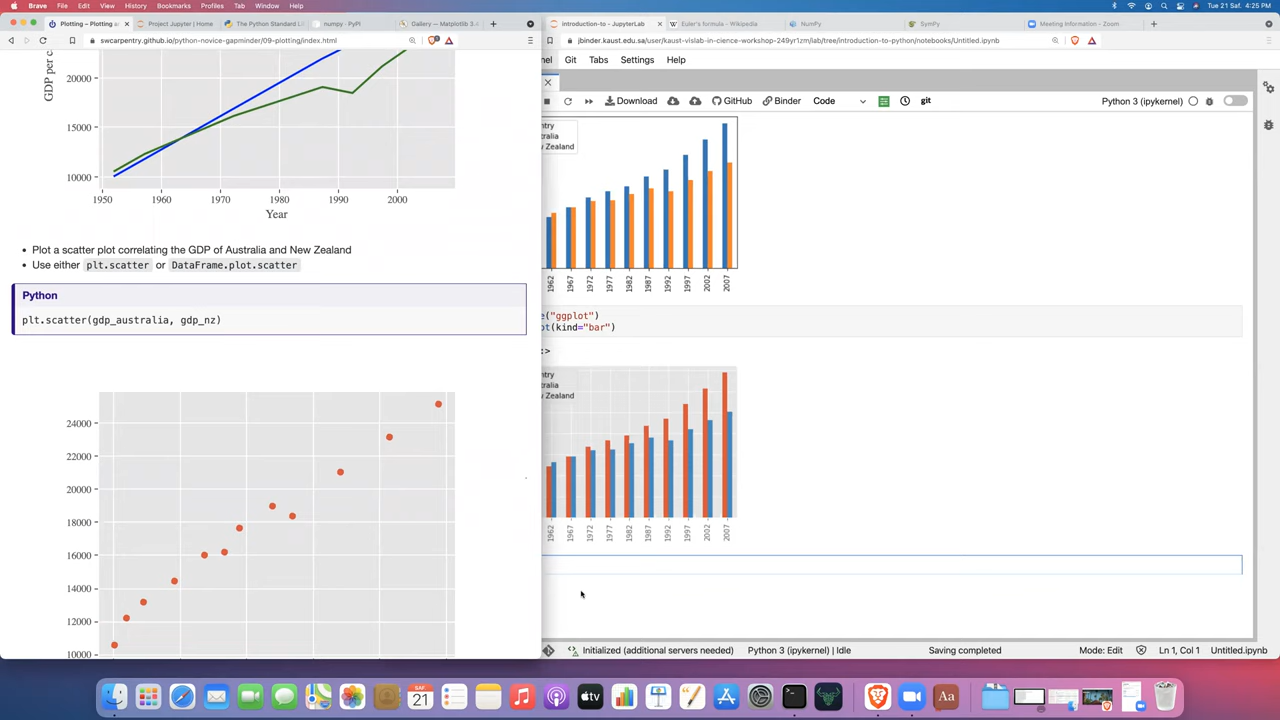 Brave File Edit View History Bookmarks Profiles Tab Window Help
Tue 21 Saf. 4:25 PM
Plotting – Plotting a
Project Jupyter | Home
The Python Standard Li
numpy · PyPI
Gallery — Matplotlib 3.
swcarpentry.github.io/python-novice-gapminder/09-plotting/index.html
GDP per c
20000
15000
10000
1950 1960 1970 1980 1990 2000
Year
• Plot a scatter plot correlating the GDP of Australia and New Zealand
• Use either plt.scatter or DataFrame.plot.scatter
Python
plt.scatter(gdp_australia, gdp_nz)
24000
22000
20000
18000
16000
14000
12000
10000
introduction-to - JupyterLab
Euler's formula - Wikipedia
NumPy
SymPy
Meeting Information - Zoom
jbinder.kaust.edu.sa/user/kaust-vislab-in-cience-workshop-249yr1zm/lab/tree/introduction-to-python/notebooks/Untitled.ipynb
nel Git Tabs Settings Help
Download GitHub Binder Code git Python 3 (ipykernel)
ntry
tralia
v Zealand
1962 1967 1972 1977 1982 1987 1992 1997 2002 2007
e("ggplot")
ot(kind="bar")
:>
ntry
tralia
v Zealand
1962 1967 1972 1977 1982 1987 1992 1997 2002 2007
Initialized (additional servers needed) Python 3 (ipykernel) | Idle Saving completed Mode: Edit Ln 1, Col 1 Untitled.ipynb
SAF
21
tv
Aa